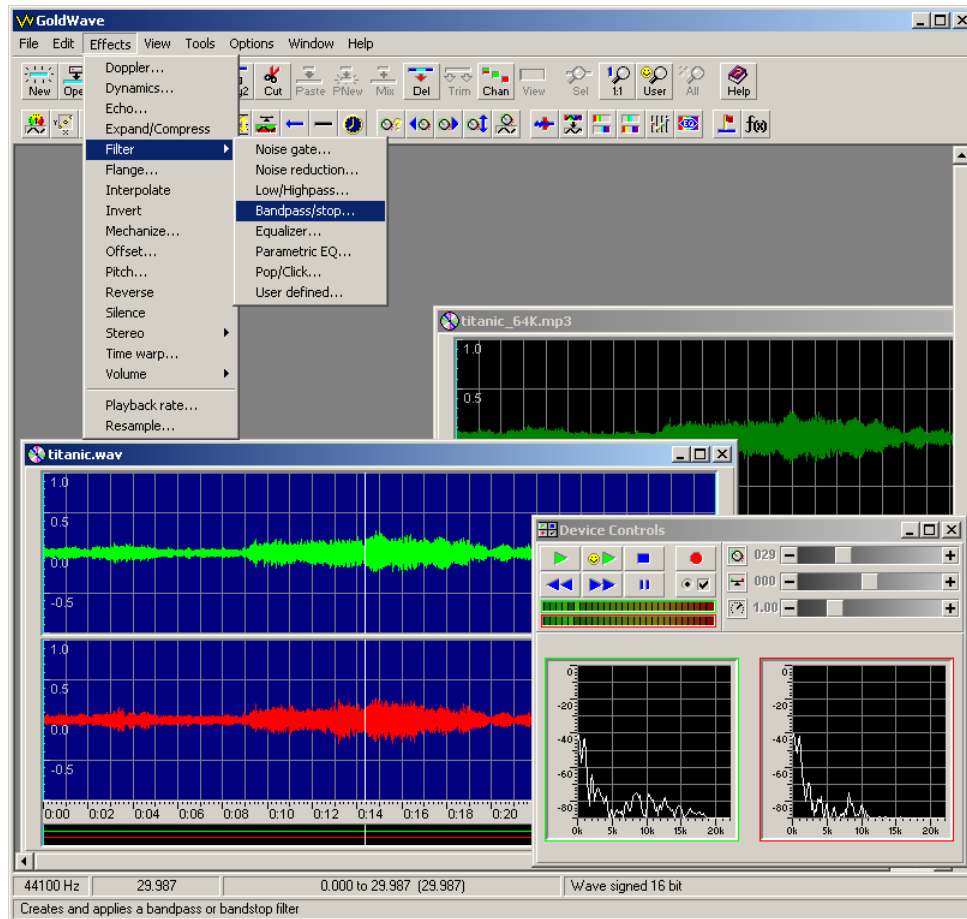 GoldWave
File Edit Effects View Tools Options Window Help
New Cut Paste PNew Mix Del Trim Chan View Sel 1:1 User All Help
f(x)
Doppler...
Dynamics...
Echo...
Expand/Compress
Filter
Flange...
Interpolate
Invert
Mechanize...
Offset...
Pitch...
Reverse
Silence
Stereo
Time warp...
Volume
Playback rate...
Resample...
Noise gate...
Noise reduction...
Low/Highpass...
Bandpass/stop...
Equalizer...
Parametric EQ...
Pop/Click...
User defined...
titanic_64K.mp3
1.0
0.5
titanic.wav
1.0
0.5
0.0
-0.5
1.0
0.5
0.0
-0.5
0:00 0:02 0:04 0:06 0:08 0:10 0:12 0:14 0:16 0:18 0:20
Device Controls
029
000
1.00
0 -20 -40 -60 -80
0k 5k 10k 15k 20k
0 -20 -40 -60 -80
0k 5k 10k 15k 20k
44100 Hz 29.987 0.000 to 29.987 (29.987) Wave signed 16 bit
Creates and applies a bandpass or bandstop filter